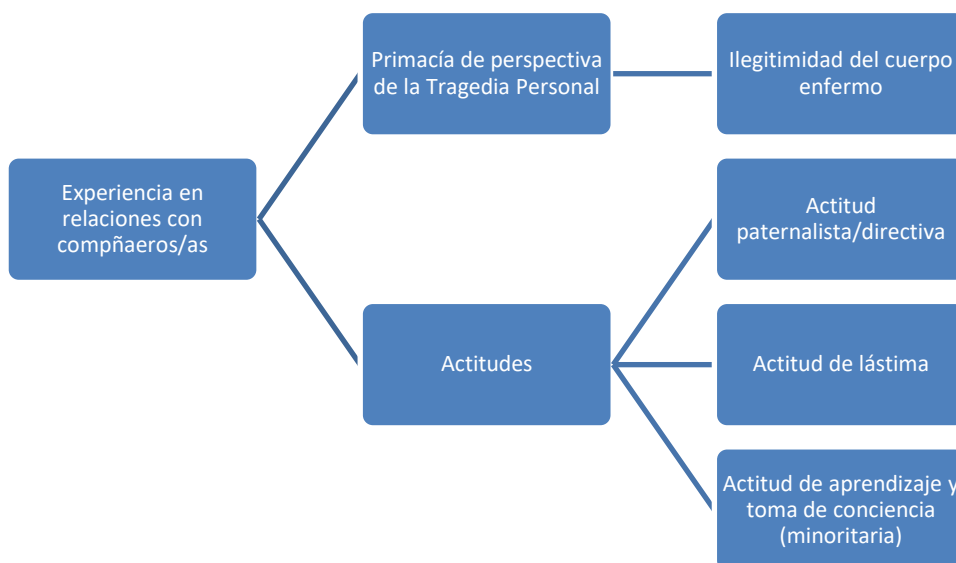 Primacía de perspectiva
de la Tragedia Personal
Ilegitimidad del cuerpo
enfermo
Experiencia en
relaciones con
compñaeros/as
Actitud
paternalista/directiva
Actitudes
Actitud de lástima
Actitud de aprendizaje y
toma de conciencia
(minoritaria)